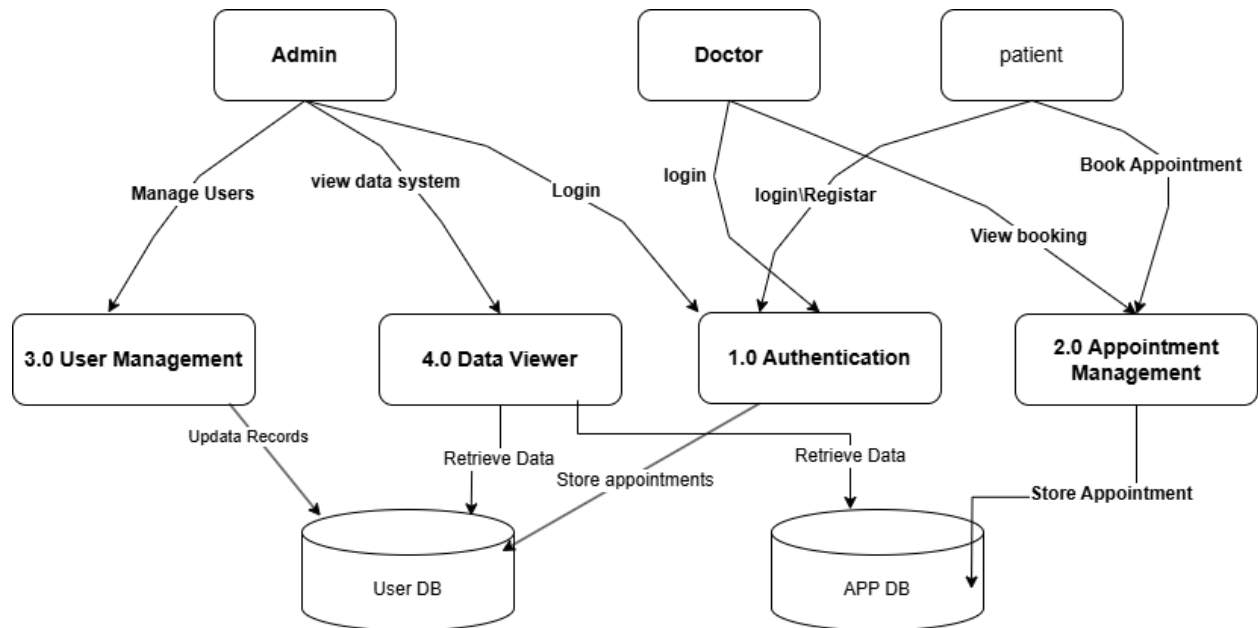 Admin
Doctor
patient
Manage Users
view data system
Login
login
login\Registar
Book Appointment
View booking
3.0 User Management
4.0 Data Viewer
1.0 Authentication
2.0 Appointment
Management
Updata Records
Retrieve Data
Store appointments
Retrieve Data
Store Appointment
User DB
APP DB